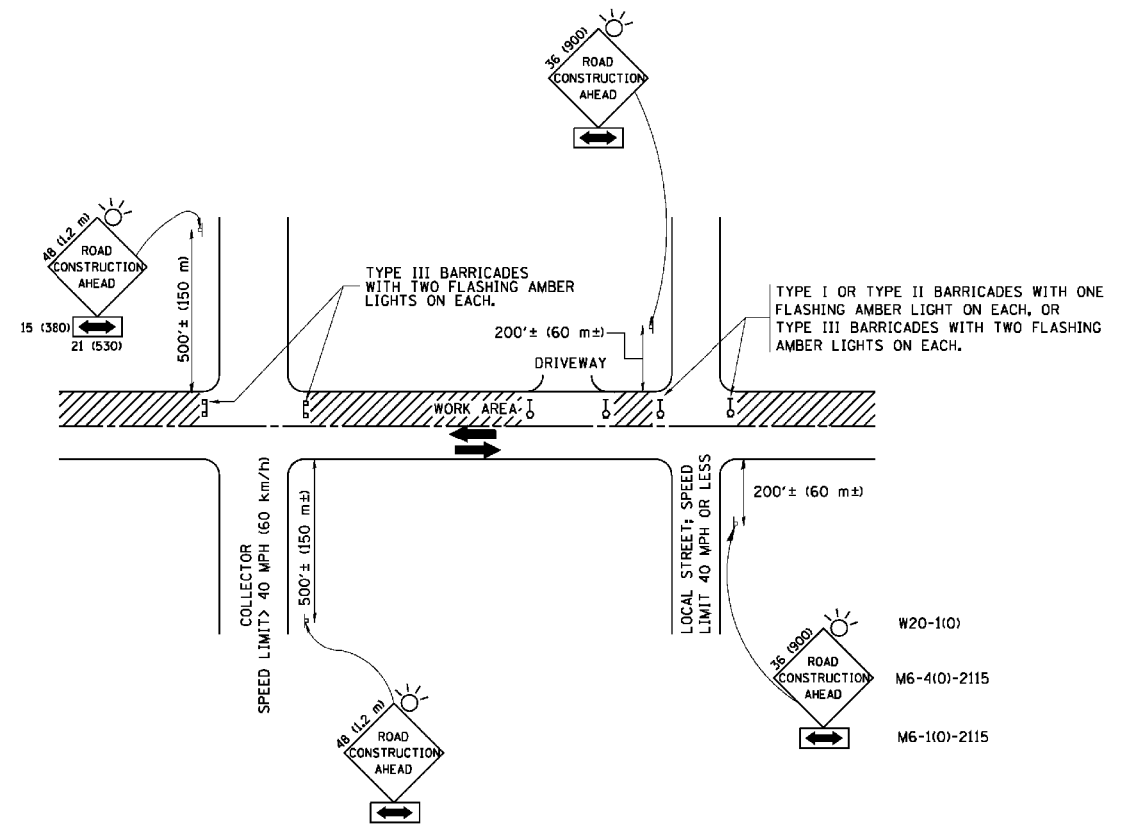 36 (900)
ROAD
CONSTRUCTION
AHEAD
48 (1.2 m)
ROAD
CONSTRUCTION
AHEAD
15 (380)
21 (530)
500'± (150 m)
TYPE III BARRICADES
WITH TWO FLASHING AMBER
LIGHTS ON EACH.
200'± (60 m±)
DRIVEWAY
TYPE I OR TYPE II BARRICADES WITH ONE
FLASHING AMBER LIGHT ON EACH, OR
TYPE III BARRICADES WITH TWO FLASHING
AMBER LIGHTS ON EACH.
WORK AREA
COLLECTOR
SPEED LIMIT> 40 MPH (60 km/h)
500'± (150 m±)
LOCAL STREET; SPEED
LIMIT 40 MPH OR LESS
200'± (60 m±)
48 (1.2 m)
ROAD
CONSTRUCTION
AHEAD
36 (900)
ROAD
CONSTRUCTION
AHEAD
W20-1(O)
M6-4(O)-2115
M6-1(O)-2115